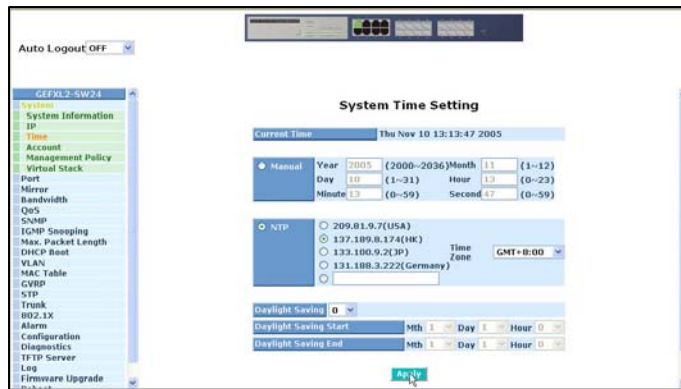 Auto Logout OFF
GEFXL2-SW24
System
System Information
IP
Time
Account
Management Policy
Virtual Stack
Port
Mirror
Bandwidth
QoS
SNMP
IGMP Snooping
Max. Packet Length
DHCP Boot
VLAN
MAC Table
GVRP
STP
Trunk
802.1X
Alarm
Configuration
Diagnostics
TFTP Server
Log
Firmware Upgrade
Reboot
System Time Setting
Current Time Thu Nov 10 13:13:47 2005
Manual Year 2005 (2000~2036) Month 11 (1~12)
Day 10 (1~31) Hour 13 (0~23)
Minute 13 (0~59) Second 47 (0~59)
NTP 209.81.9.7(USA)
137.189.8.174(HK)
133.100.9.2(JP)
131.188.3.222(Germany)
Time Zone GMT+8:00
Daylight Saving 0
Daylight Saving Start Mth 1 Day 1 Hour 0
Daylight Saving End Mth 1 Day 1 Hour 0
Apply